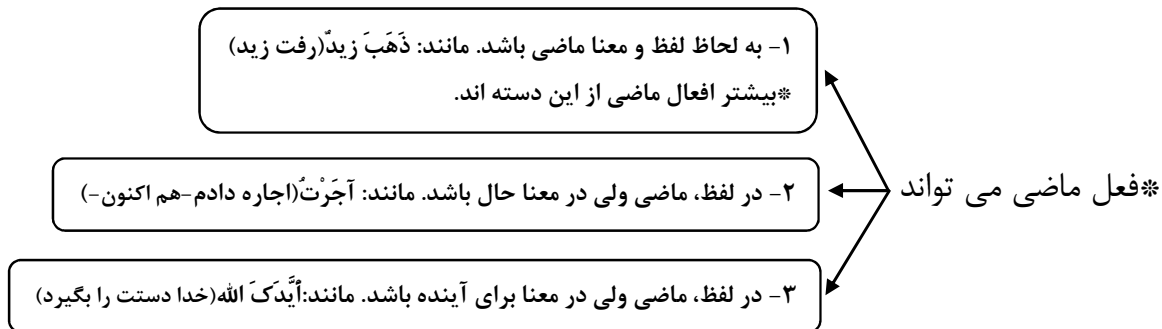 *فعل ماضی می تواند
۱- به لحاظ لفظ و معنا ماضی باشد. مانند: ذَهَبَ زیدٌ(رفت زید)
*بیشتر افعال ماضی از این دسته اند.
۲- در لفظ، ماضی ولی در معنا حال باشد. مانند: آجَرْتُ(اجاره دادم-هم اکنون-)
۳- در لفظ، ماضی ولی در معنا برای آینده باشد. مانند:أیَّدَکَ الله(خدا دستت را بگیرد)